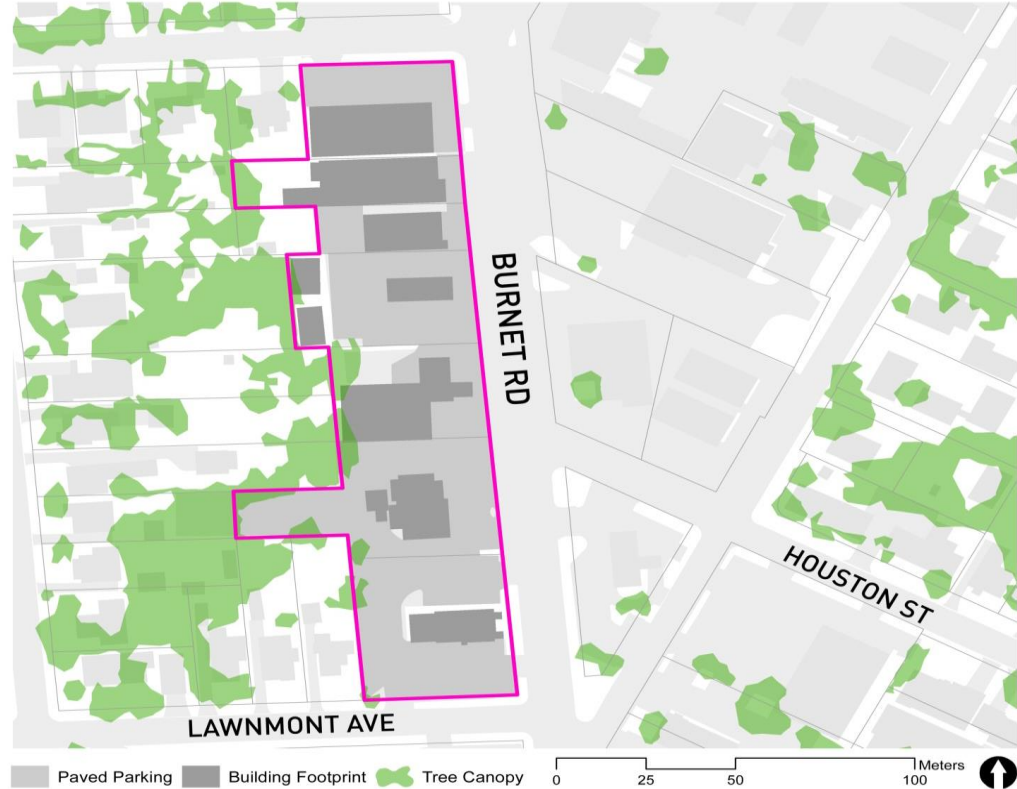 BURNET RD
HOUSTON ST
LAWNMONT AVE
Paved Parking
Building Footprint
Tree Canopy
Meters
0
25
50
100